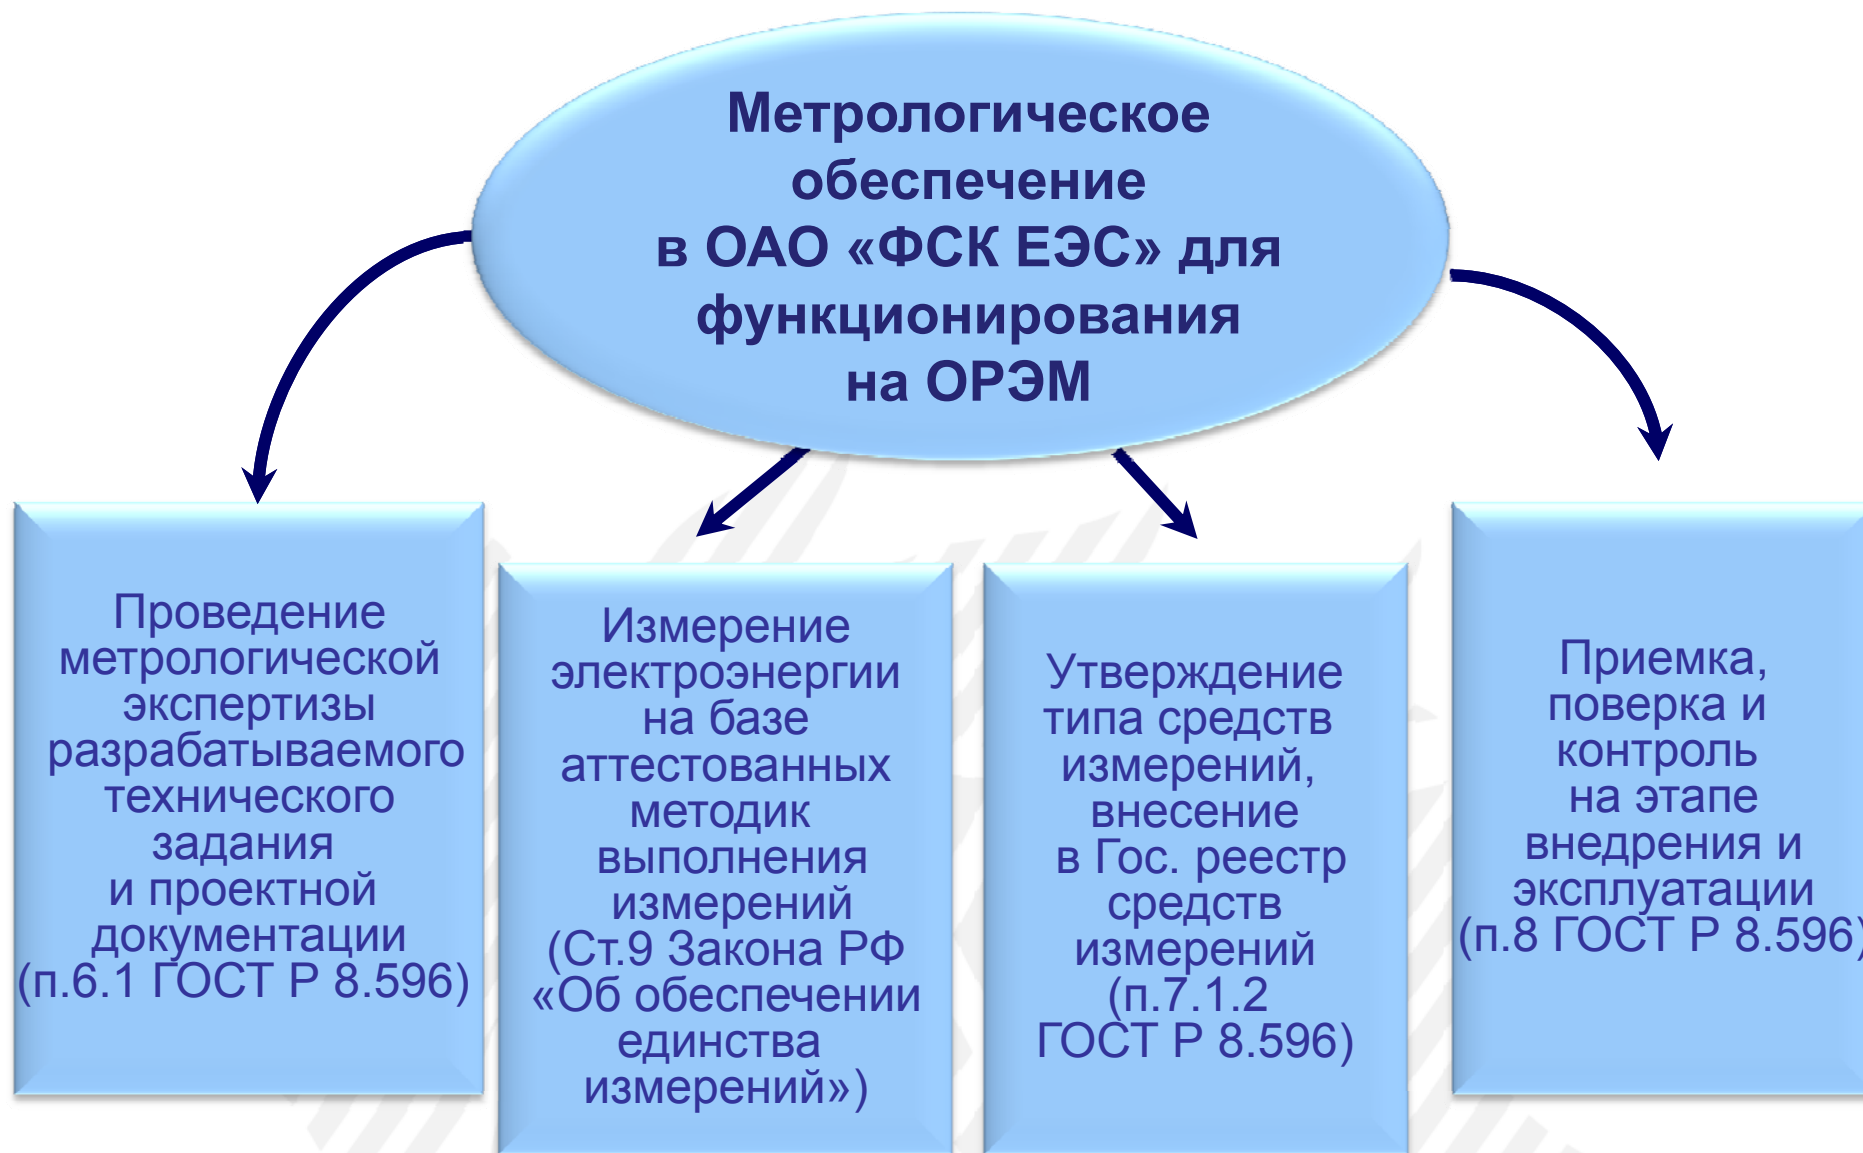 Метрологическое
обеспечение
в ОАО «ФСК ЕЭС» для
функционирования
на ОРЭМ
Проведение
метрологической
экспертизы
разрабатываемого
технического
задания
и проектной
документации
(п.6.1 ГОСТ Р 8.596)
Измерение
электроэнергии
на базе
аттестованных
методик
выполнения
измерений
(Ст.9 Закона РФ
«Об обеспечении
единства
измерений»)
Утверждение
типа средств
измерений,
внесение
в Гос. реестр
средств
измерений
(п.7.1.2
ГОСТ Р 8.596)
Приемка,
поверка и
контроль
на этапе
внедрения и
эксплуатации
(п.8 ГОСТ Р 8.596)